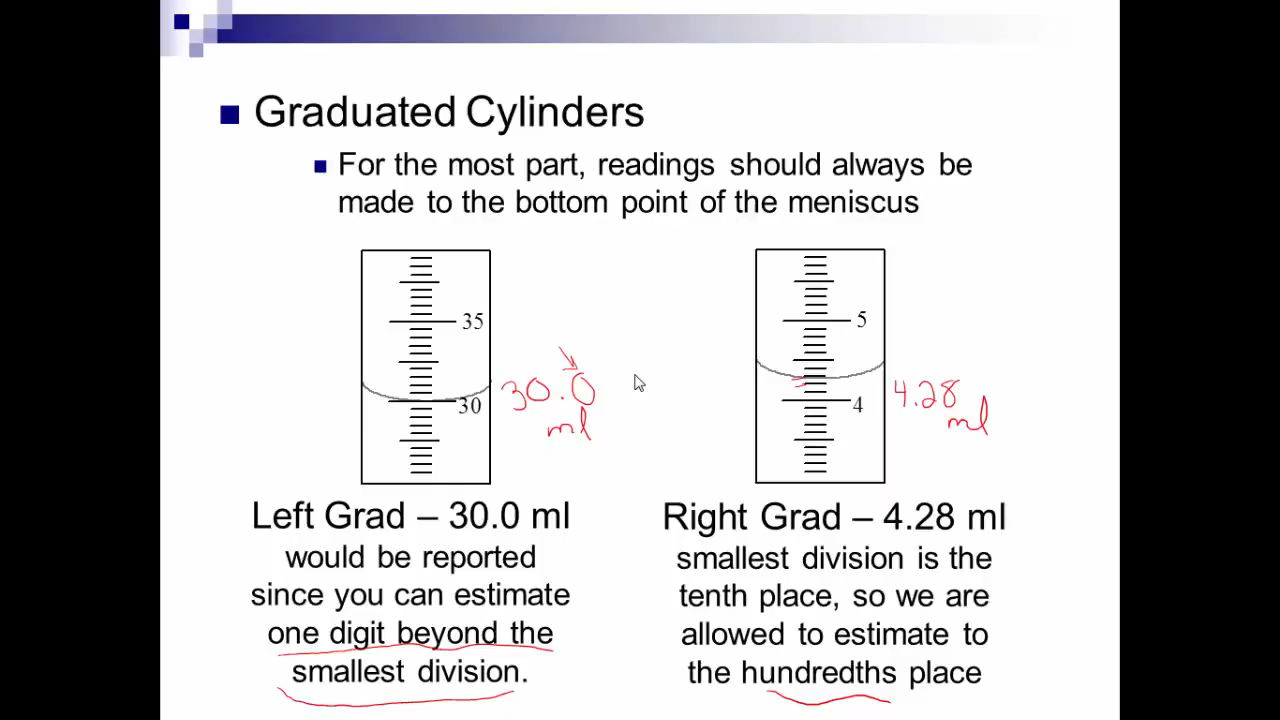 Graduated Cylinders
For the most part, readings should always be
made to the bottom point of the meniscus
35
30
30.0
ml
5
4
4.28
ml
Left Grad – 30.0 ml
would be reported
since you can estimate
one digit beyond the
smallest division.
Right Grad – 4.28 ml
smallest division is the
tenth place, so we are
allowed to estimate to
the hundredths place